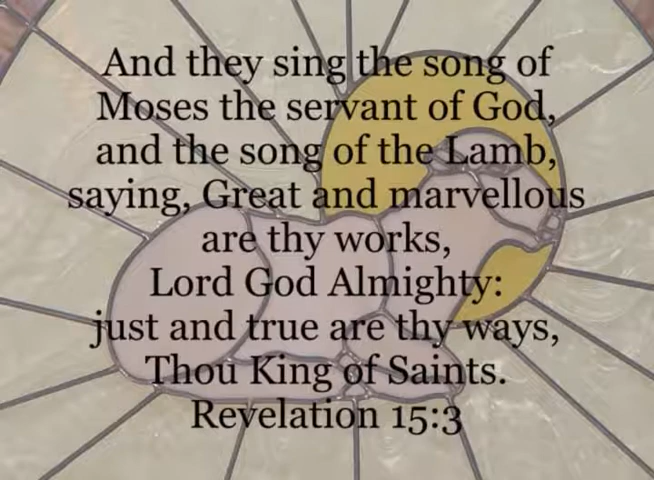 And they sing the song of
Moses the servant of God,
and the song of the Lamb,
saying, Great and marvellous
are thy works,
Lord God Almighty:
just and true are thy ways,
Thou King of Saints.
Revelation 15:3